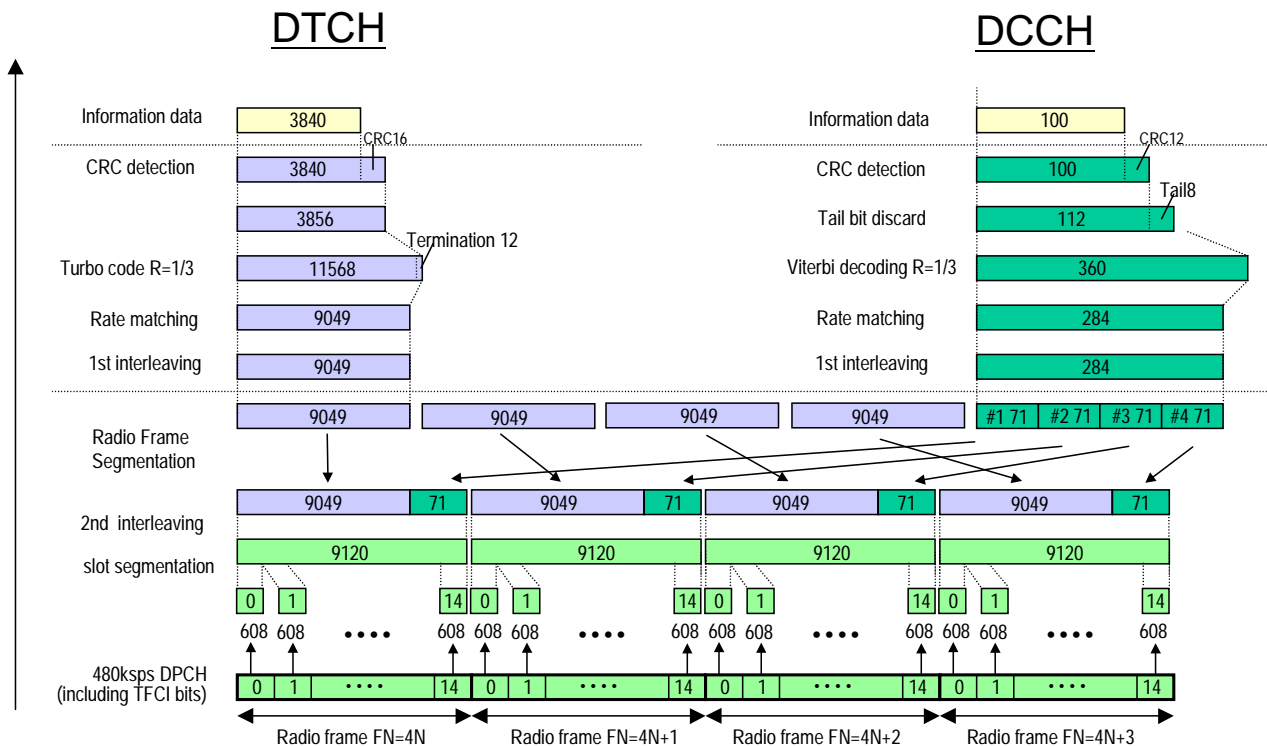 DTCH DCCH
Information data 3840 Information data 100
CRC16 CRC12
CRC detection 3840 CRC detection 100
Tail8
3856 Tail bit discard 112
Termination 12
Turbo code R=1/3 11568 Viterbi decoding R=1/3 360
Rate matching 9049 Rate matching 284
1st interleaving 9049 1st interleaving 284
9049 9049 9049 9049 #1 71 #2 71 #3 71 #4 71
Radio Frame
Segmentation
9049 71 9049 71 9049 71 9049 71
2nd interleaving
9120 9120 9120 9120
slot segmentation
0 1 14 0 1 14 0 1 14 0 1 14
608 608 •••• 608 608 608 •••• 608 608 608 •••• 608 608 608 •••• 608
480ksps DPCH
(including TFCI bits)
0 1 •••• 14 0 1 •••• 14 0 1 •••• 14 0 1 •••• 14
Radio frame FN=4N Radio frame FN=4N+1 Radio frame FN=4N+2 Radio frame FN=4N+3